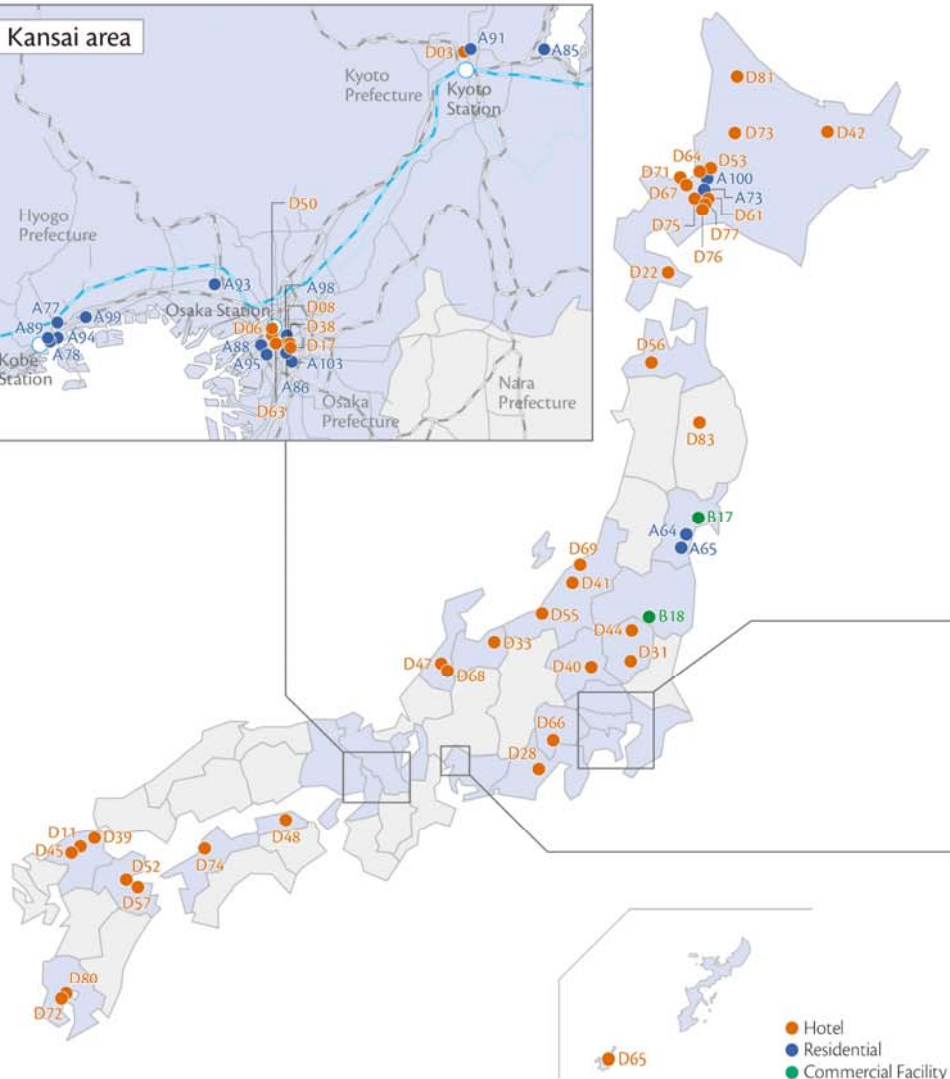 Kansai area
A91
D03
A85
Kyoto
Prefecture
Kyoto
Station
D50
Hyogo
Prefecture
A93
A98
Osaka Station
D08
A77
A99
D06
D38
A89
A94
A88
D17
A78
Kobe
Station
A95
A103
A86
D63
Osaka
Prefecture
Nara
Prefecture
D81
D73
D42
D64
D53
D71
A100
D67
A73
D61
D75
D77
D76
D22
D56
D83
B17
A64
A65
D69
D41
D55
B18
D44
D33
D31
D47
D40
D68
D66
D28
D11
D39
D45
D48
D74
D52
D57
D80
D72
D65
Hotel
Residential
Commercial Facility